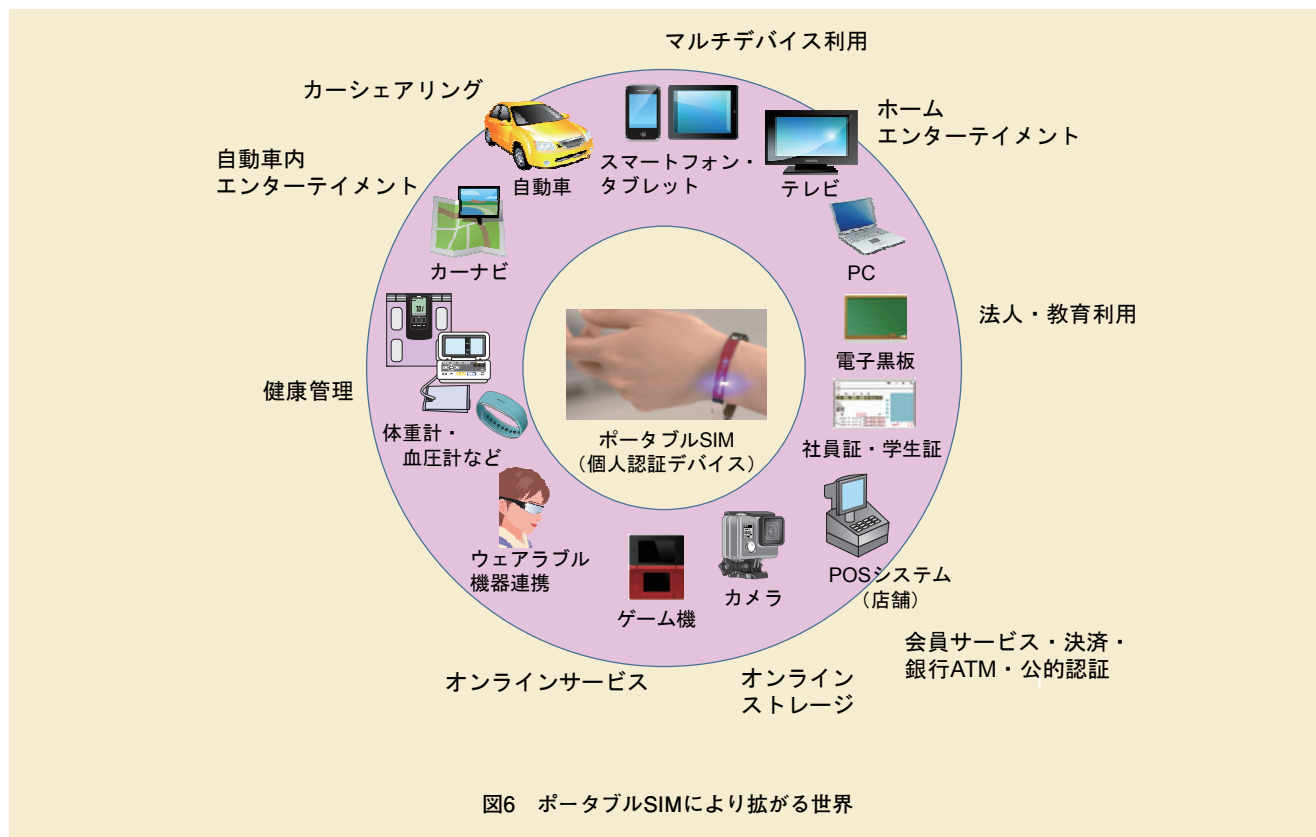 マルチデバイス利用
カーシェアリング
ホーム
エンターテイメント
自動車内
エンターテイメント
自動車
スマートフォン・
タブレット
テレビ
カーナビ
PC
法人・教育利用
電子黒板
健康管理
体重計・
血圧計など
ポータブルSIM
（個人認証デバイス）
社員証・学生証
ウェアラブル
機器連携
ゲーム機
カメラ
POSシステム
（店舗）
会員サービス・決済・
銀行ATM・公的認証
オンラインサービス
オンライン
ストレージ
図6　ポータブルSIMにより拡がる世界